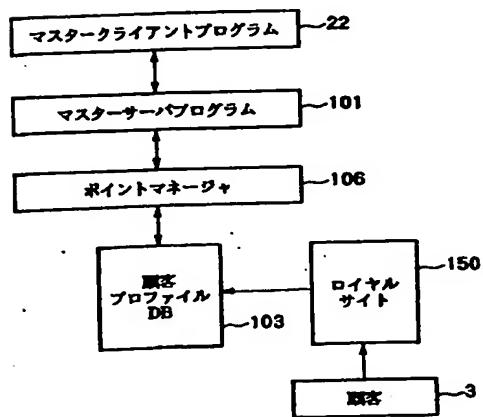 マスタークライアントプログラム
22
マスターサーバプログラム
101
ポイントマネージャ
106
顧客
プロファイル
DB
103
ロイヤル
サイト
150
顧客
3